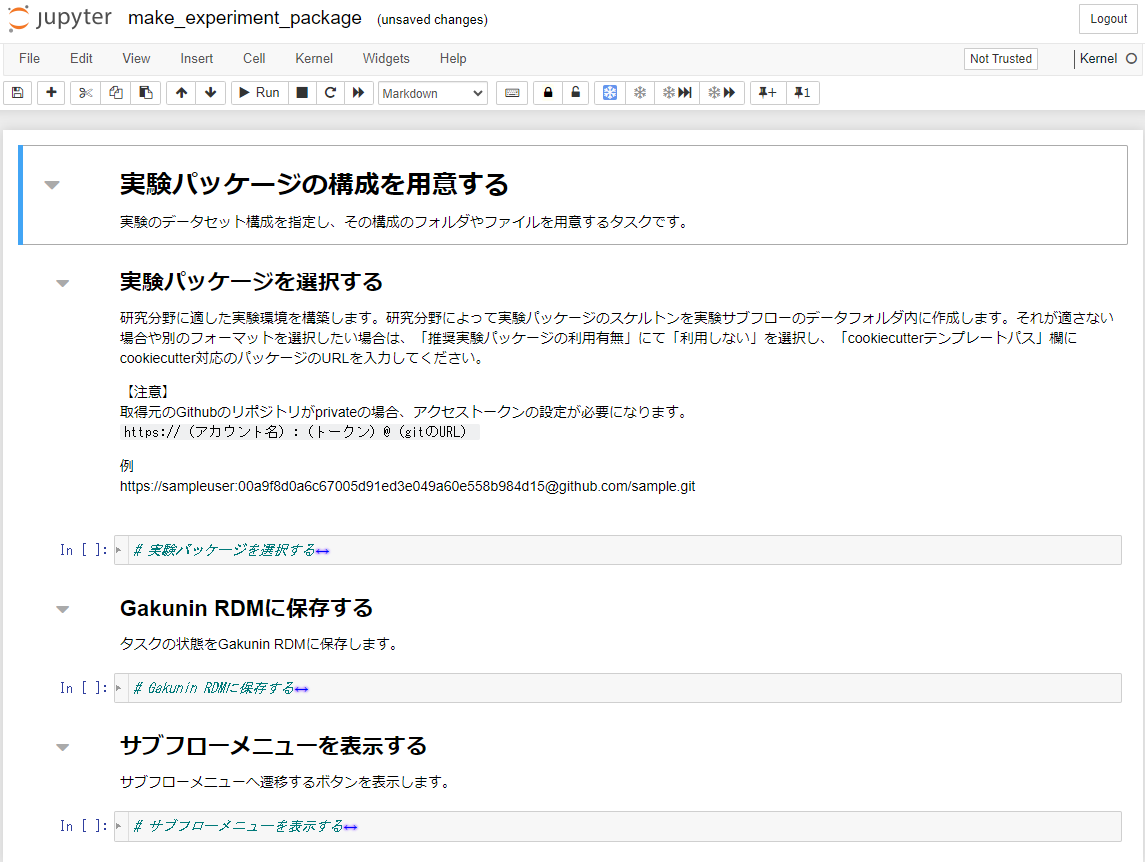 jupyter make_experiment_package (unsaved changes)
Logout
File Edit View Insert Cell Kernel Widgets Help
Not Trusted
Kernel
Run
Markdown
+
1
実験パッケージの構成を用意する
実験のデータセット構成を指定し、その構成のフォルダやファイルを用意するタスクです。
実験パッケージを選択する
研究分野に適した実験環境を構築します。研究分野によって実験パッケージのスケルトンを実験サブフローのデータフォルダ内に作成します。それが適さない
場合や別のフォーマットを選択したい場合は、「推奨実験パッケージの利用有無」にて「利用しない」を選択し、「cookiecutterテンプレートパス」欄に
cookiecutter対応のパッケージのURLを入力してください。
【注意】
取得元のGithubのリポジトリがprivateの場合、アクセストークンの設定が必要になります。
https://（アカウント名）:（トークン）@（gitのURL）
例
https://sampleuser:00a9f8d0a6c67005d91ed3e049a60e558b984d15@github.com/sample.git
In [ ]: # 実験パッケージを選択する
Gakunin RDMに保存する
タスクの状態をGakunin RDMに保存します。
In [ ]: # Gakunin RDMに保存する
サブフローメニューを表示する
サブフローメニューへ遷移するボタンを表示します。
In [ ]: # サブフローメニューを表示する